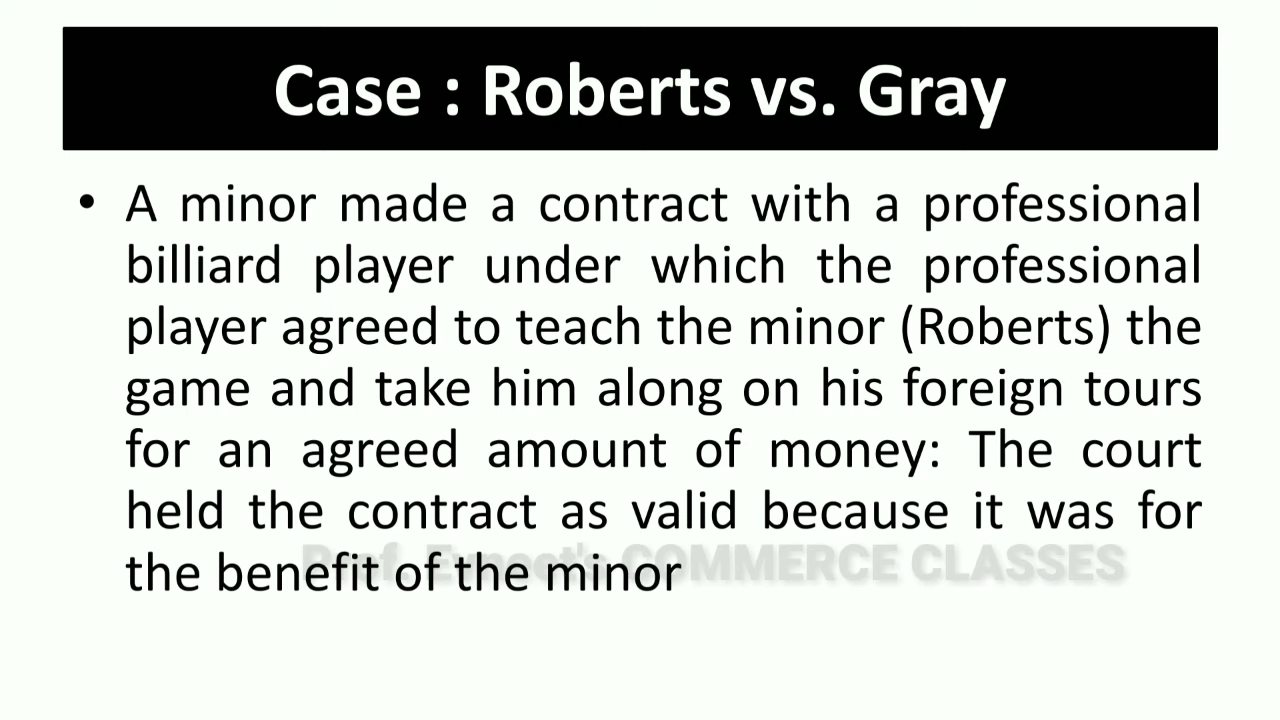 Case : Roberts vs. Gray
• A minor made a contract with a professional
billiard player under which the professional
player agreed to teach the minor (Roberts) the
game and take him along on his foreign tours
for an agreed amount of money: The court
held the contract as valid because it was for
the benefit of the minor
COMMERCE CLASSES